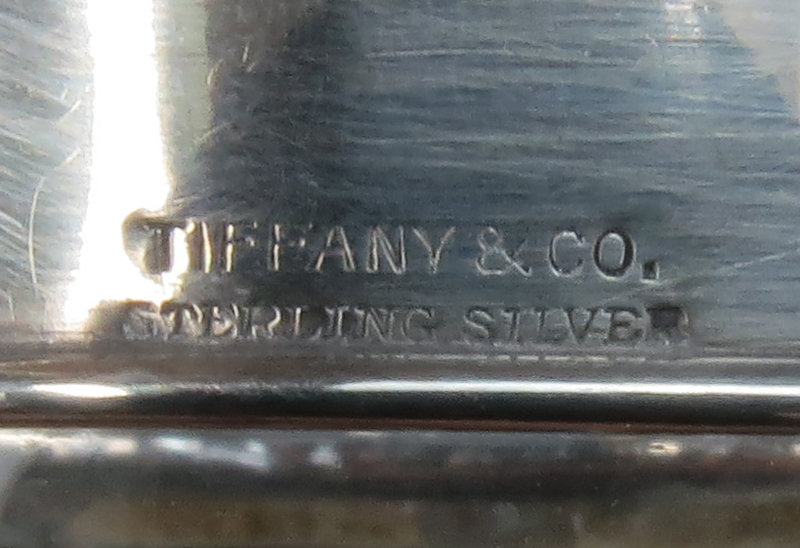 TIFFANY & CO.
STERLING SILVER